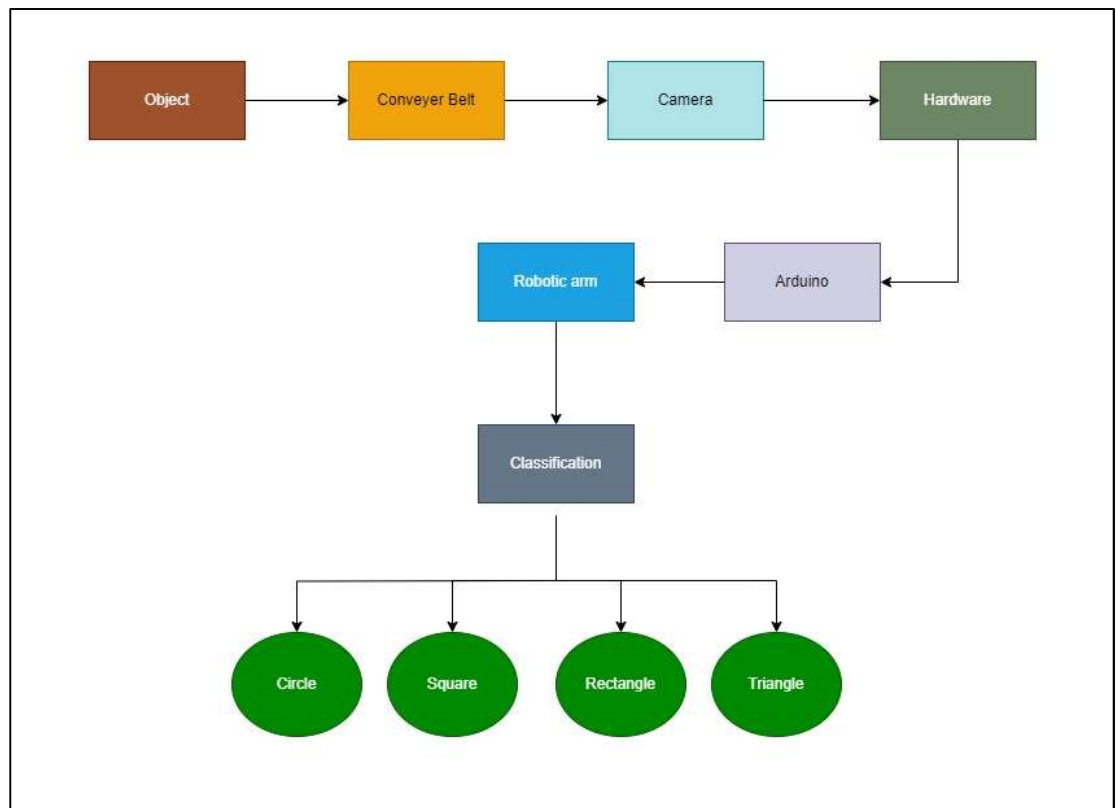 Object
Conveyer Belt
Camera
Hardware
Robotic arm
Arduino
Classification
Circle
Square
Rectangle
Triangle